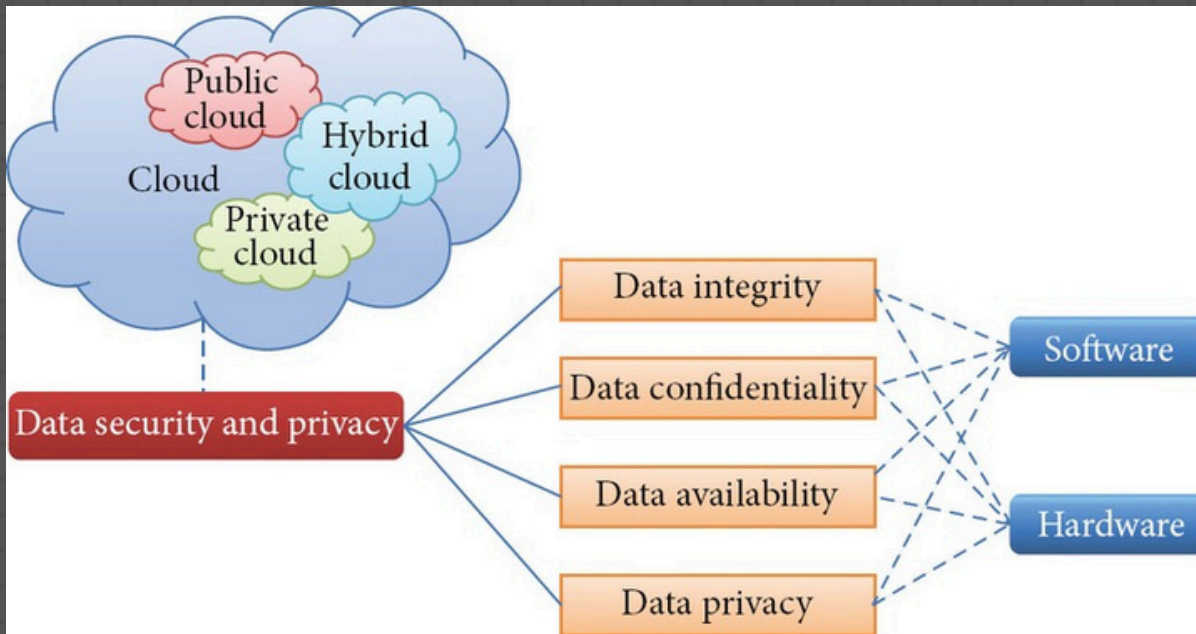 Public
cloud
Hybrid
cloud
Cloud
Private
cloud
Data security and privacy
Data integrity
Data confidentiality
Data availability
Data privacy
Software
Hardware